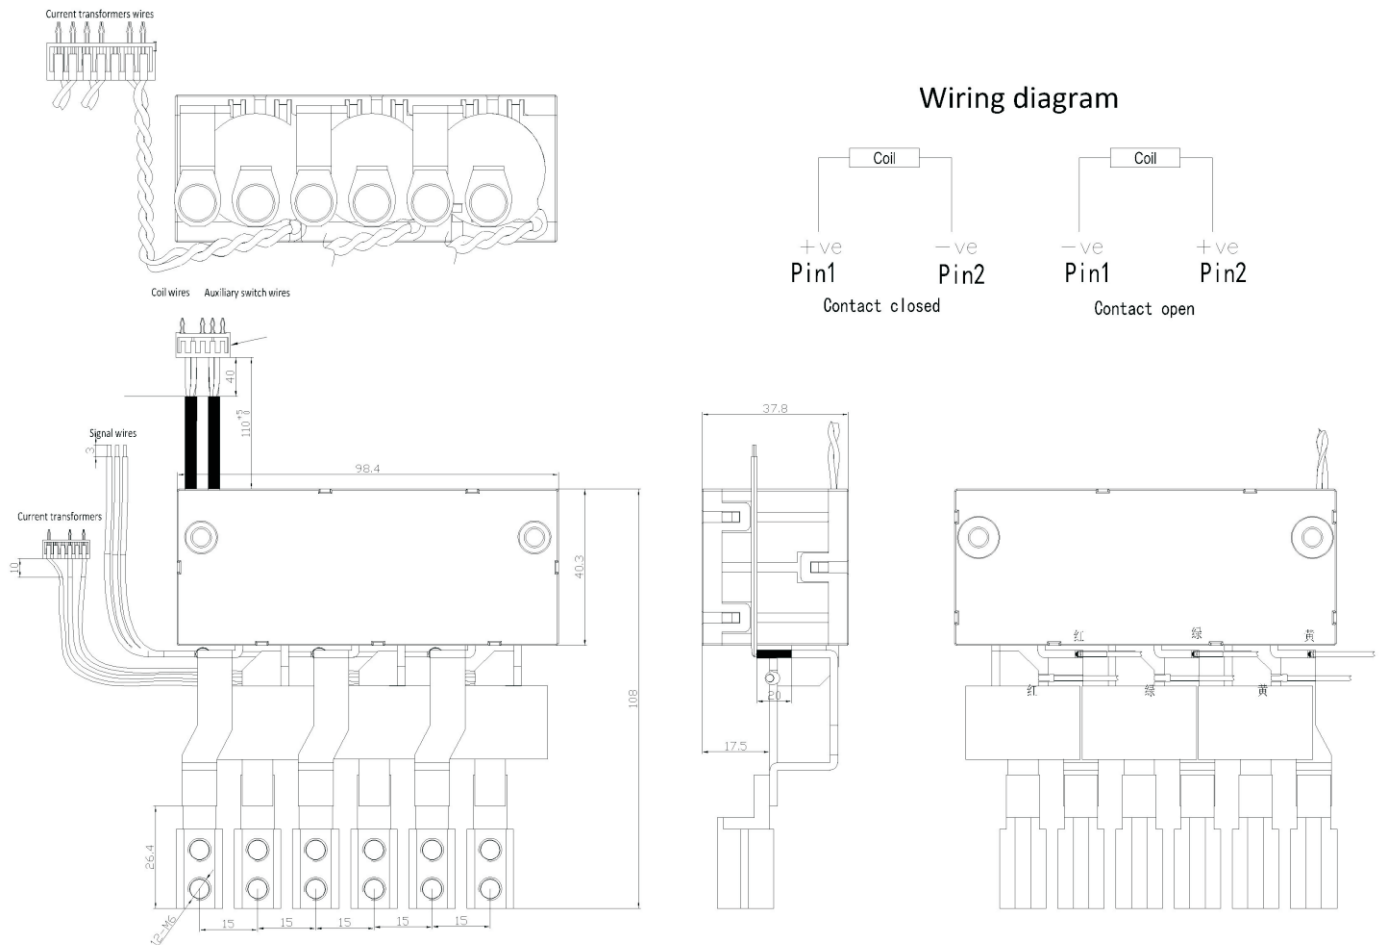 Current transformers wires
Wiring diagram
Coil
Coil
+ve
-ve
-ve
+ve
Pin1
Pin2
Pin1
Pin2
Contact closed
Contact open
Coil wires
Auxiliary switch wires
40
110 +5 0
Signal wires
3
98.4
37.8
Current transformers
10
40.3
红
黄
红
黄
108
20
17.5
26.4
12-M6
15
15
15
15
15